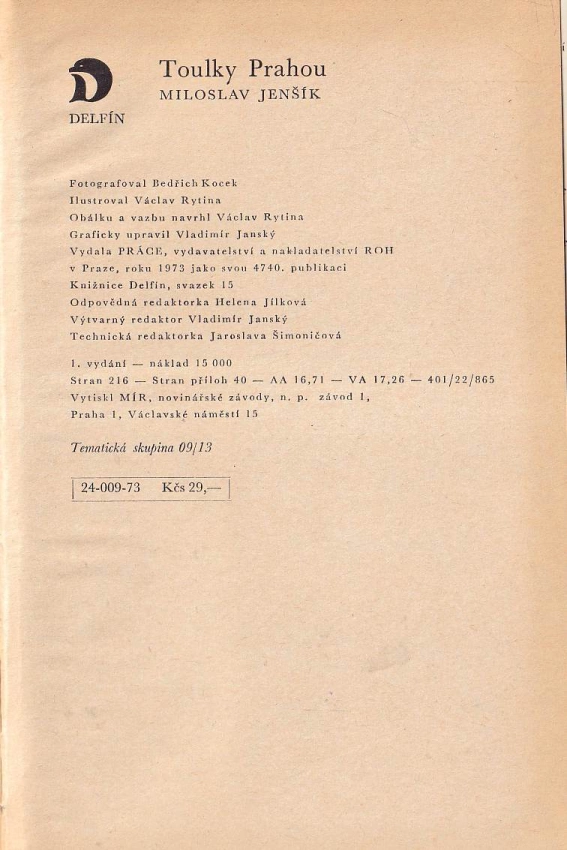 Toulky Prahou
MILOSLAV JENŠÍK
DELFÍN
Fotografoval Bedřich Kocek
Ilustroval Václav Rytina
Obálku a vazbu navrhl Václav Rytina
Graficky upravil Vladimír Janský
Vydala PRÁCE, vydavatelství a nakladatelství ROH
v Praze, roku 1973 jako svou 4740. publikaci
Knižnice Delfín, svazek 15
Odpovědná redaktorka Helena Jílková
Výtvarný redaktor Vladimír Janský
Technická redaktorka Jaroslava Šimoničová
1. vydání — náklad 15 000
Stran 216 — Stran příloh 40 — AA 16,71 — VA 17,26 — 401/22/865
Vytiskl MÍR, novinářské závody, n. p. závod 1,
Praha 1, Václavské náměstí 15
Tematická skupina 09/13
24-009-73 Kčs 29,—